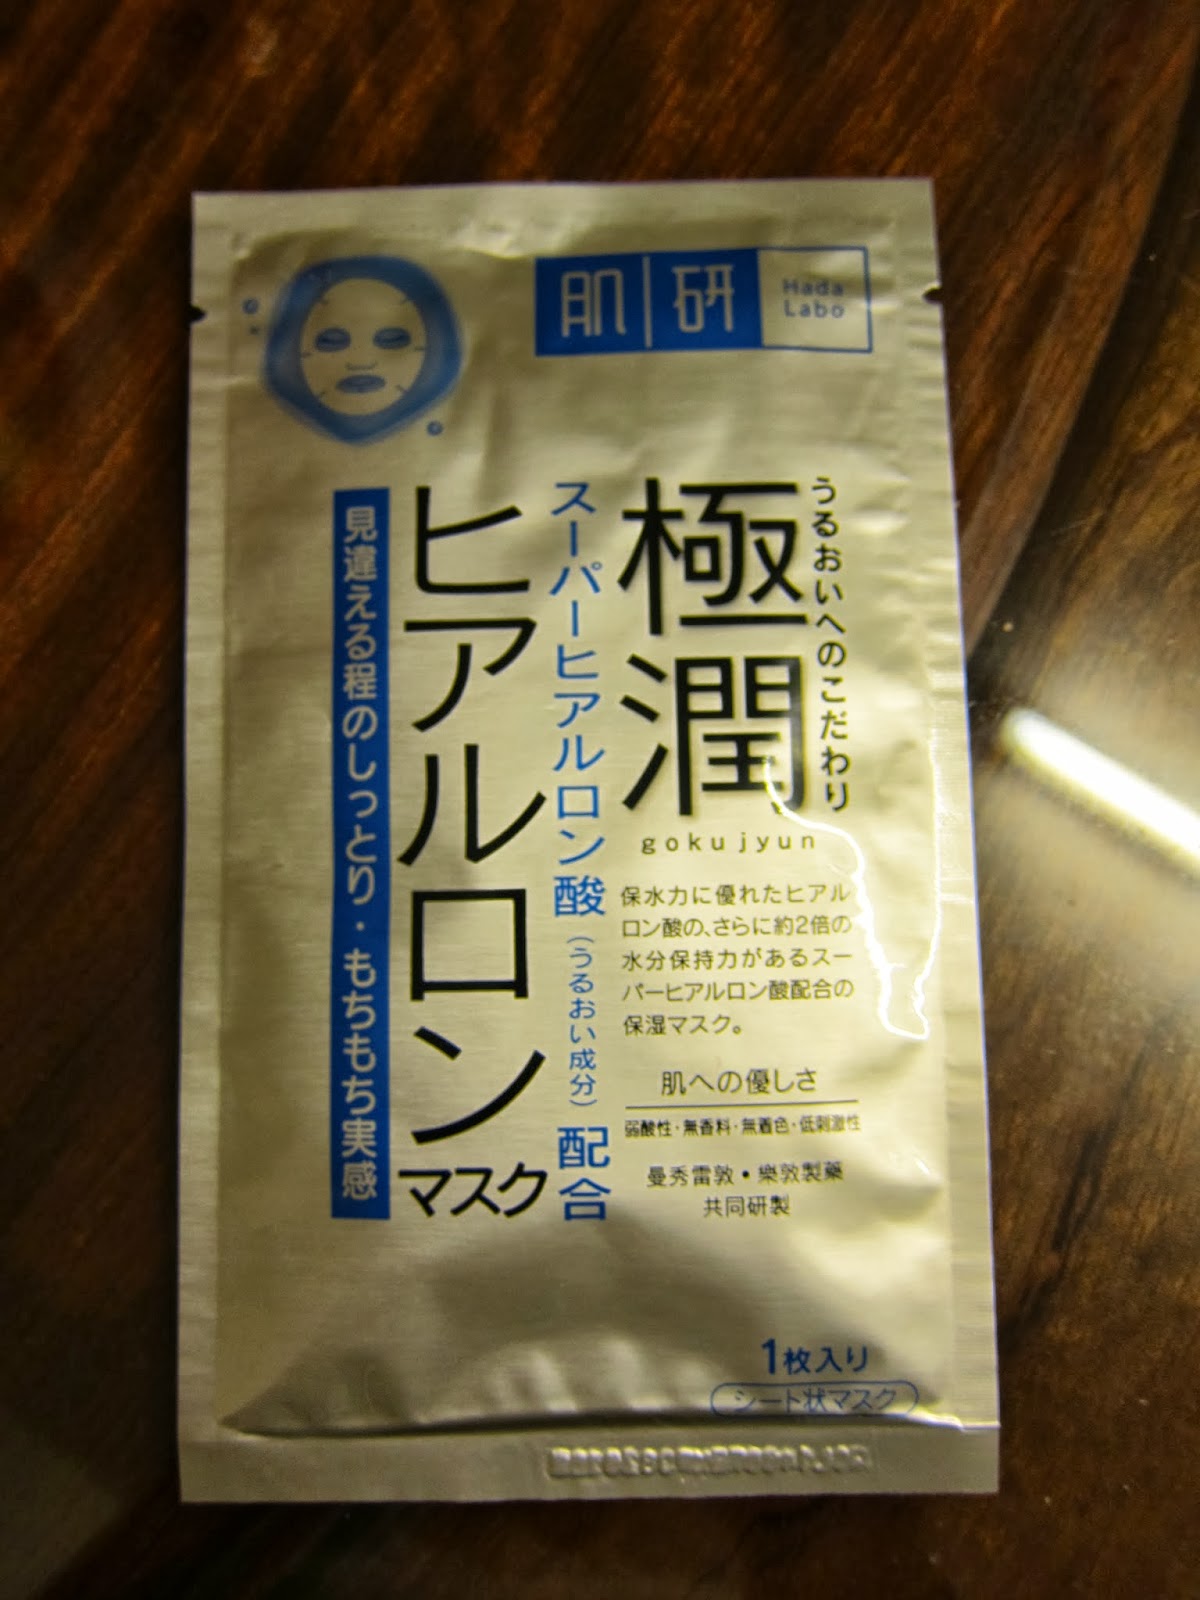 肌研 Hada Labo
うるおいへのこだわり
極潤
gokujyun
保水力に優れたヒアル
ロン酸の、さらに約2倍の
水分保持力があるスー
パーヒアルロン酸配合の
保湿マスク。
肌への優しさ
弱酸性・無香料・無着色・低刺激性
曼秀雷敦・樂敦製藥
共同研製
スーパーヒアルロン酸(うるおい成分)配合
ヒアルロンマスク
見違える程のしっとり・もちもち実感
1枚入り
シート状マスク